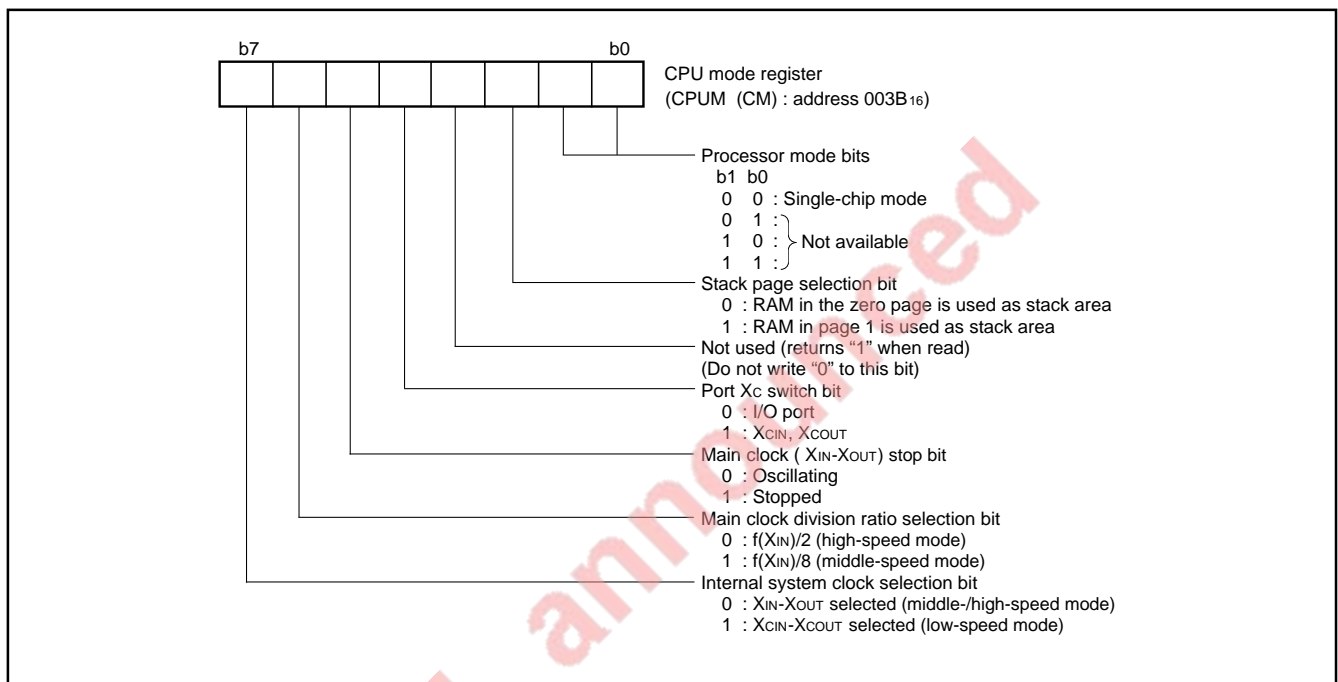 b7 b0
CPU mode register
(CPUM (CM) : address 003B16)
Processor mode bits
b1 b0
0 0 : Single-chip mode
0 1 :
1 0 : Not available
1 1 :
Stack page selection bit
0 : RAM in the zero page is used as stack area
1 : RAM in page 1 is used as stack area
Not used (returns “1” when read)
(Do not write “0” to this bit)
Port XC switch bit
0 : I/O port
1 : XCIN, XCOUT
Main clock ( XIN-XOUT) stop bit
0 : Oscillating
1 : Stopped
Main clock division ratio selection bit
0 : f(XIN)/2 (high-speed mode)
1 : f(XIN)/8 (middle-speed mode)
Internal system clock selection bit
0 : XIN-XOUT selected (middle-/high-speed mode)
1 : XCIN-XCOUT selected (low-speed mode)
announced